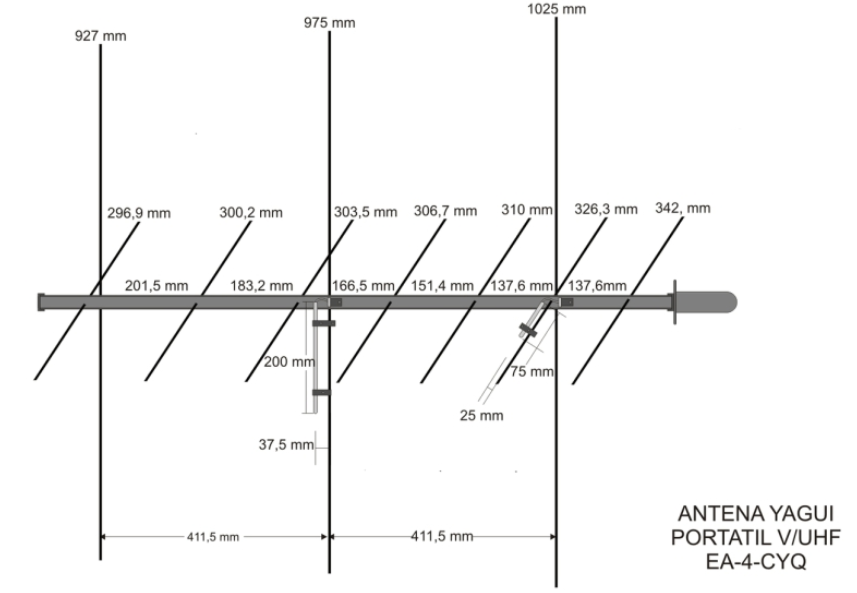 1025 mm
975 mm
927 mm
296,9 mm
300,2 mm
303,5 mm
306,7 mm
310 mm
326,3 mm
342, mm
201,5 mm
183,2 mm
166,5 mm
151,4 mm
137,6 mm
137,6mm
200 mm
75 mm
25 mm
37,5 mm
411,5 mm
411,5 mm
ANTENA YAGUI
PORTATIL V/UHF
EA-4-CYQ